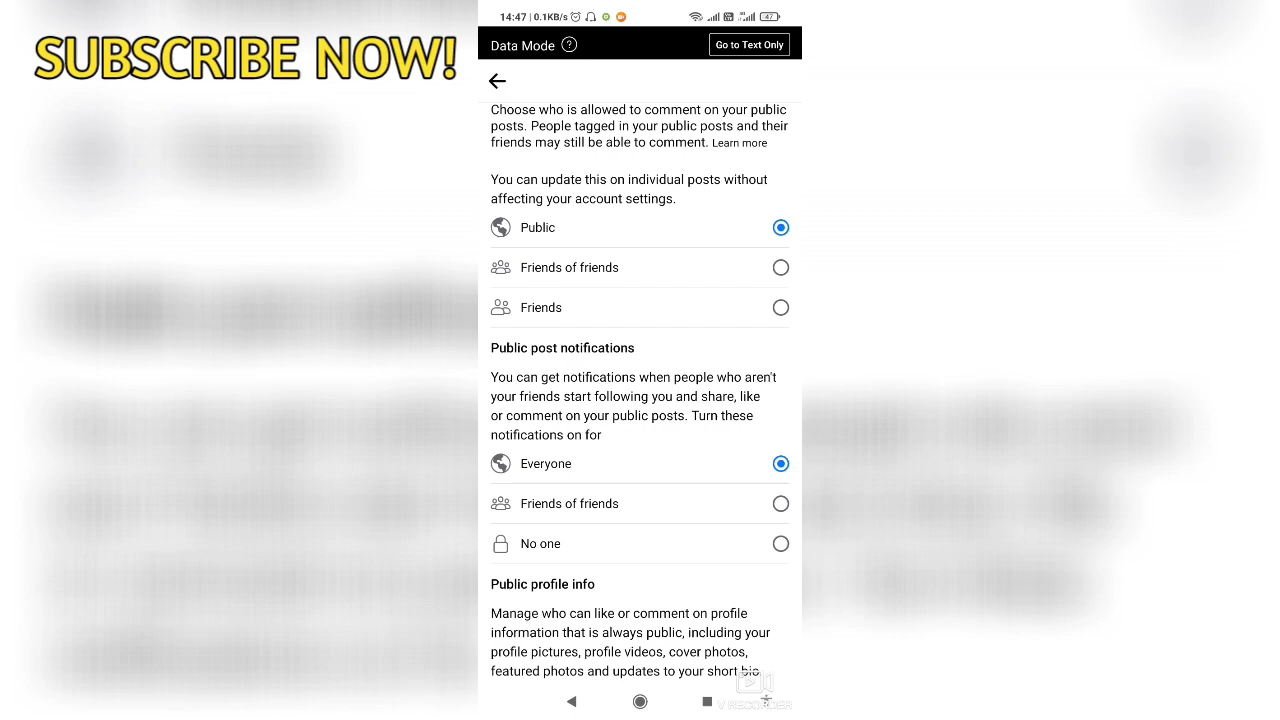 SUBSCRIBE NOW!
14:47 | 0.1KB/s
47
Data Mode ?
Go to Text Only
Choose who is allowed to comment on your public
posts. People tagged in your public posts and their
friends may still be able to comment. Learn more
You can update this on individual posts without
affecting your account settings.
Public
Friends of friends
Friends
Public post notifications
You can get notifications when people who aren't
your friends start following you and share, like
or comment on your public posts. Turn these
notifications on for
Everyone
Friends of friends
No one
Public profile info
Manage who can like or comment on profile
information that is always public, including your
profile pictures, profile videos, cover photos,
featured photos and updates to your short bio
V RECORDER